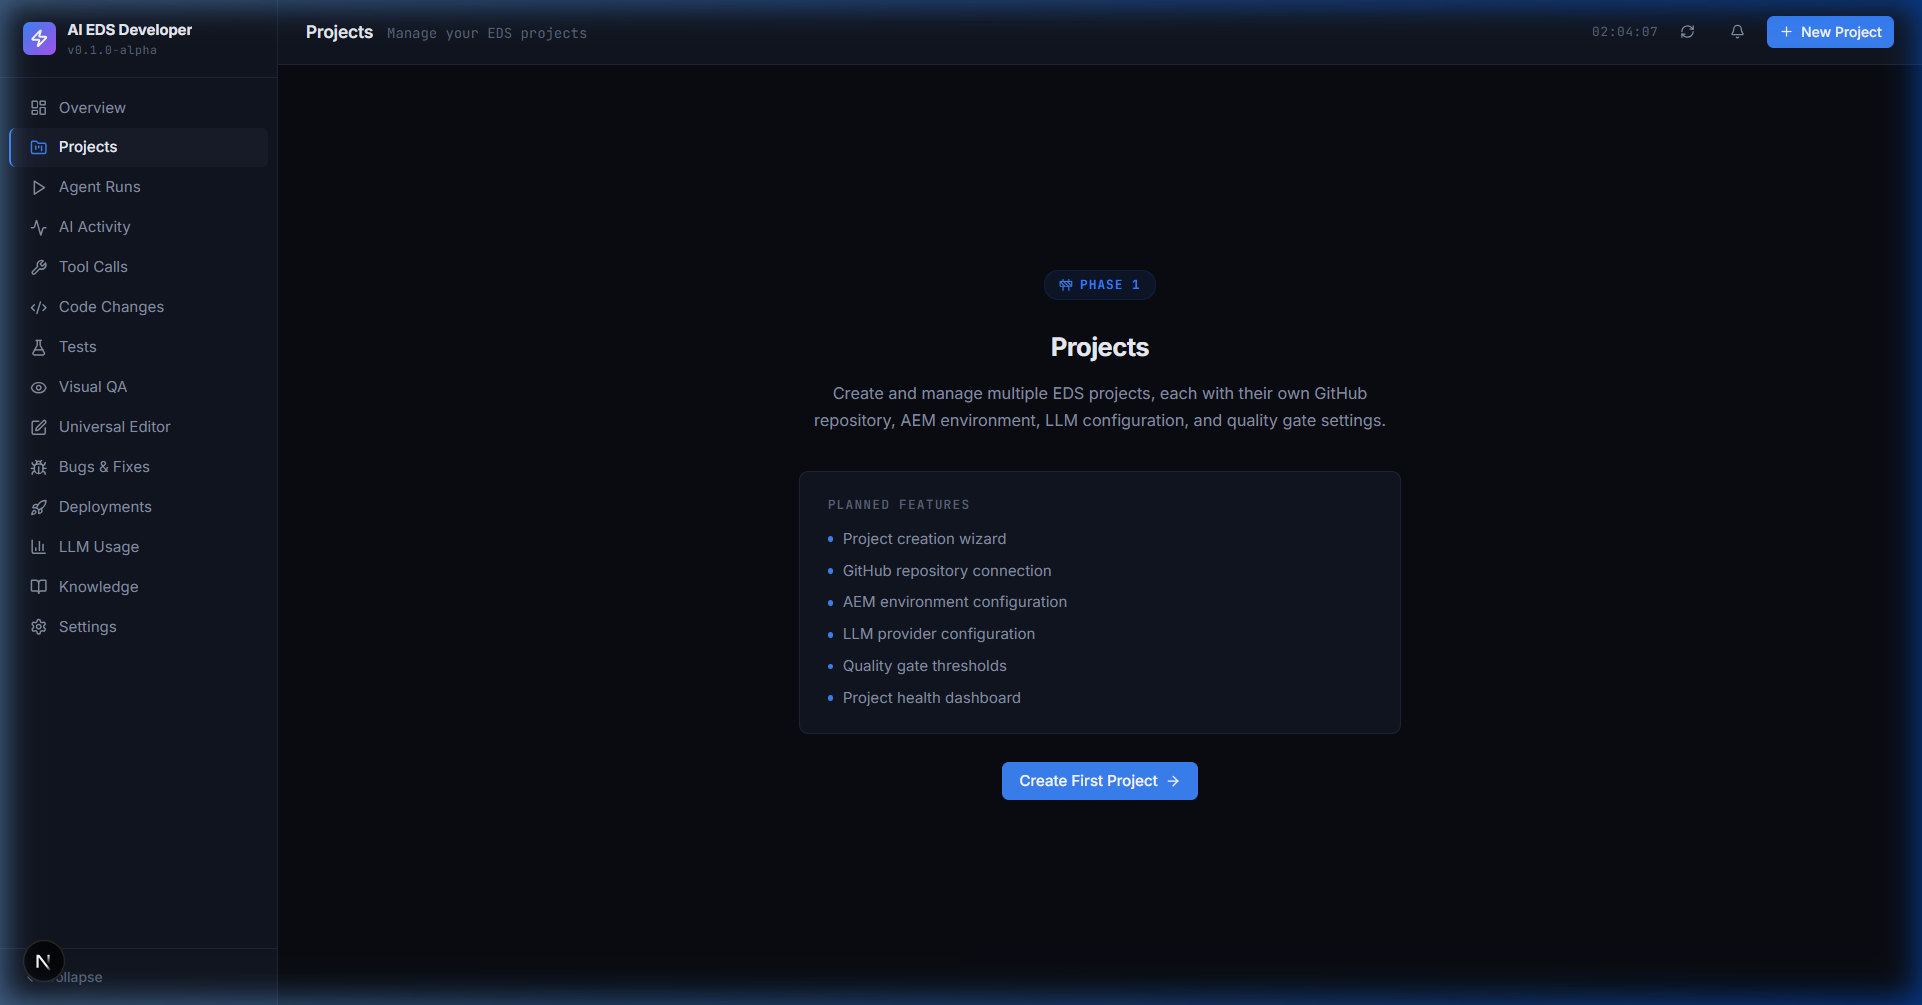 AI EDS Developer
v0.1.0-alpha
Overview
Projects
Agent Runs
AI Activity
Tool Calls
Code Changes
Tests
Visual QA
Universal Editor
Bugs & Fixes
Deployments
LLM Usage
Knowledge
Settings
N
ollapse
Projects Manage your EDS projects
02:04:07
+ New Project
PHASE 1
Projects
Create and manage multiple EDS projects, each with their own GitHub
repository, AEM environment, LLM configuration, and quality gate settings.
PLANNED FEATURES
Project creation wizard
GitHub repository connection
AEM environment configuration
LLM provider configuration
Quality gate thresholds
Project health dashboard
Create First Project →